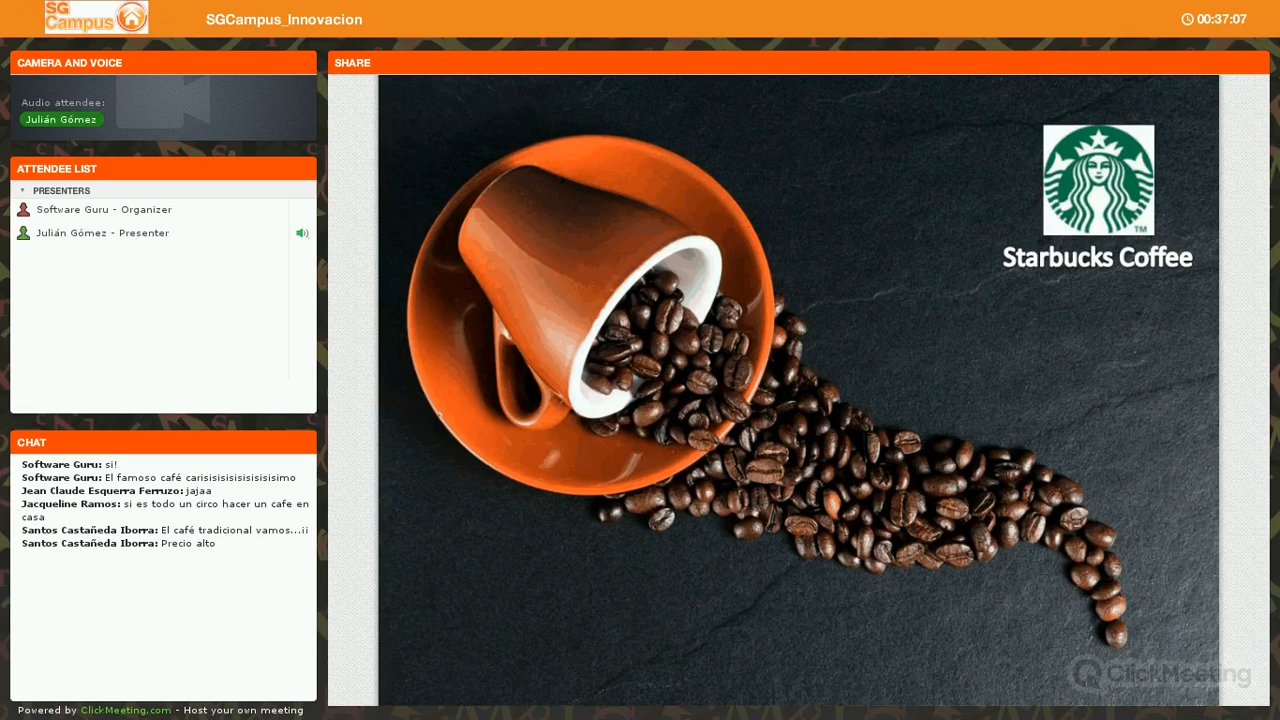 SG
Campus
SGCampus_Innovacion
00:37:07
CAMERA AND VOICE
Audio attendee:
Julián Gómez
ATTENDEE LIST
PRESENTERS
Software Guru - Organizer
Julián Gómez - Presenter
CHAT
Software Guru: si!
Software Guru: El famoso café carisisisisisisisisisimo
Jean Claude Esquerra Ferruzo: jajaa
Jacqueline Ramos: si es todo un circo hacer un cafe en
casa
Santos Castañeda Iborra: El café tradicional vamos...¡¡
Santos Castañeda Iborra: Precio alto
Powered by ClickMeeting.com - Host your own meeting
SHARE
TM
Starbucks Coffee
ClickMeeting